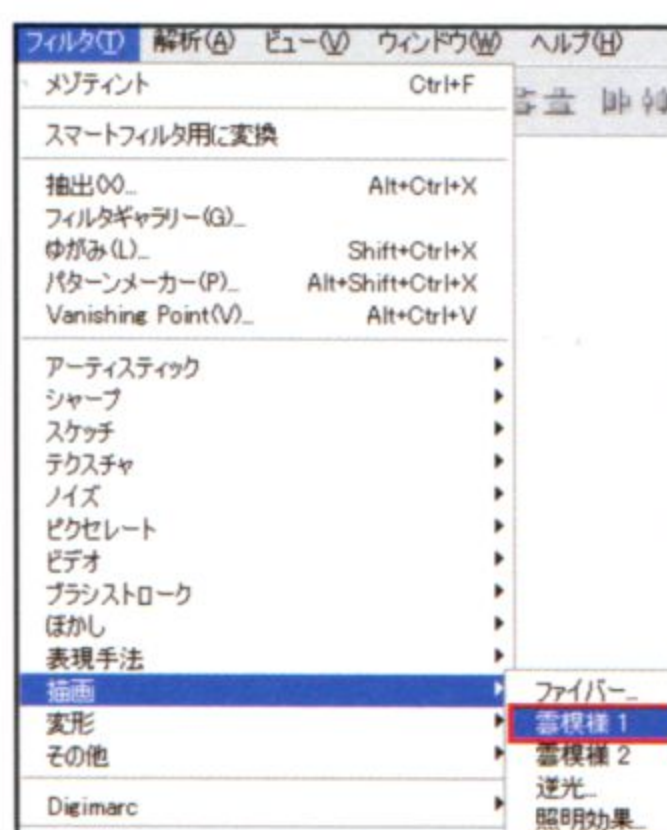 フィルタ(T) 解析(A) ビュー(V) ウィンドウ(W) ヘルプ(H)
メゾティント Ctrl+F
スマートフィルタ用に変換
抽出(X)... Alt+Ctrl+X
フィルタギャラリー(G)...
ゆがみ(L)... Shift+Ctrl+X
パターンメーカー(P)... Alt+Shift+Ctrl+X
Vanishing Point(V)... Alt+Ctrl+V
アーティスティック
シャープ
スケッチ
テクスチャ
ノイズ
ピクセレート
ビデオ
ブラシストローク
ぼかし
表現手法
描画
変形
その他
Digimarc
ファイバー...
雲模様 1
雲模様 2
逆光...
照明効果...